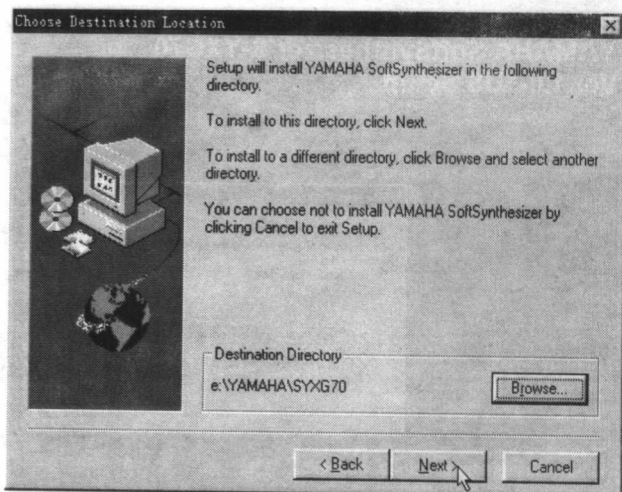 Choose Destination Location
Setup will install YAMAHA SoftSynthesizer in the following
directory.
To install to this directory, click Next.
To install to a different directory, click Browse and select another
directory.
You can choose not to install YAMAHA SoftSynthesizer by
clicking Cancel to exit Setup.
Destination Directory
e:\YAMAHA\SYXG70
Browse...
< Back
Next >
Cancel